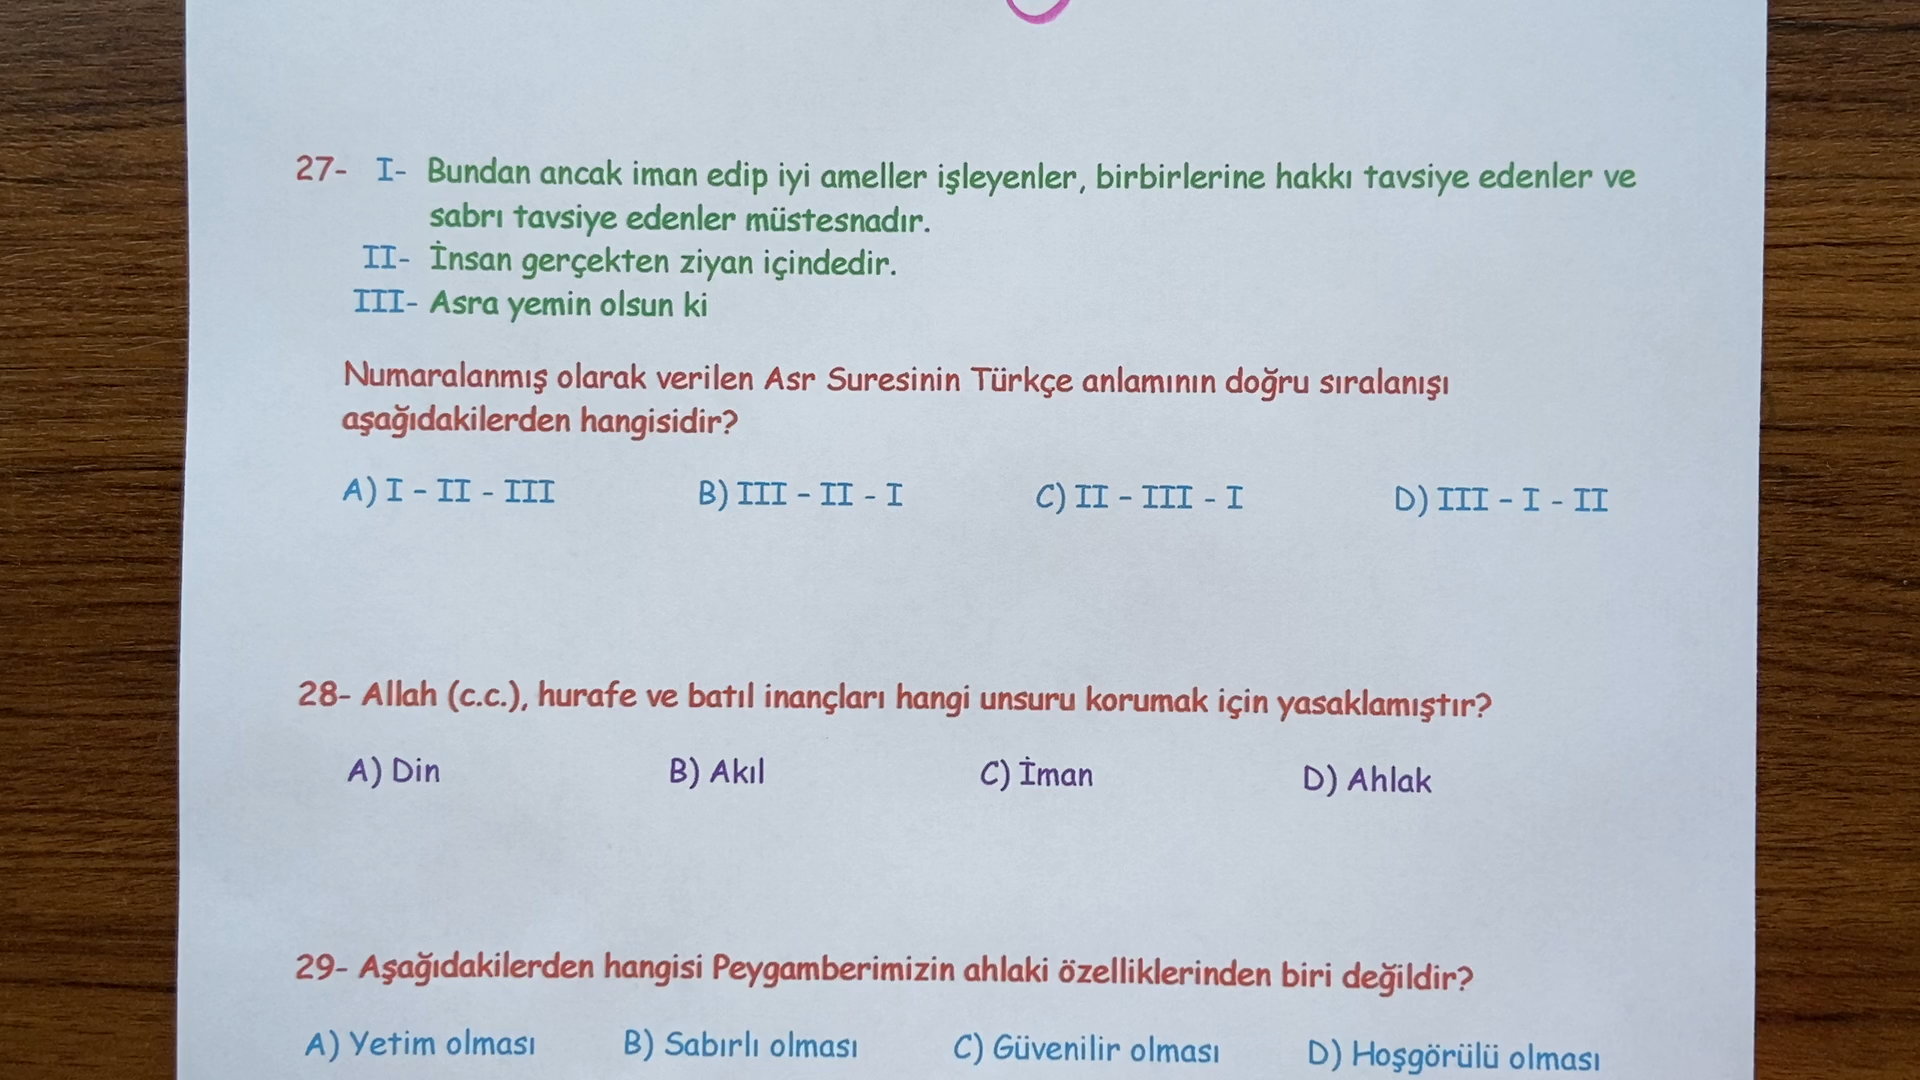 27- I- Bundan ancak iman edip iyi ameller işleyenler, birbirlerine hakkı tavsiye edenler ve
sabrı tavsiye edenler müstesnadır.
II- İnsan gerçekten ziyan içindedir.
III- Asra yemin olsun ki
Numaralanmış olarak verilen Asr Suresinin Türkçe anlamının doğru sıralanışı
aşağıdakilerden hangisidir?
A) I - II - III B) III - II - I C) II - III - I D) III - I - II
28- Allah (c.c.), hurafe ve batıl inançları hangi unsuru korumak için yasaklamıştır?
A) Din B) Akıl C) İman D) Ahlak
29- Aşağıdakilerden hangisi Peygamberimizin ahlaki özelliklerinden biri değildir?
A) Yetim olması B) Sabırlı olması C) Güvenilir olması D) Hoşgörülü olması